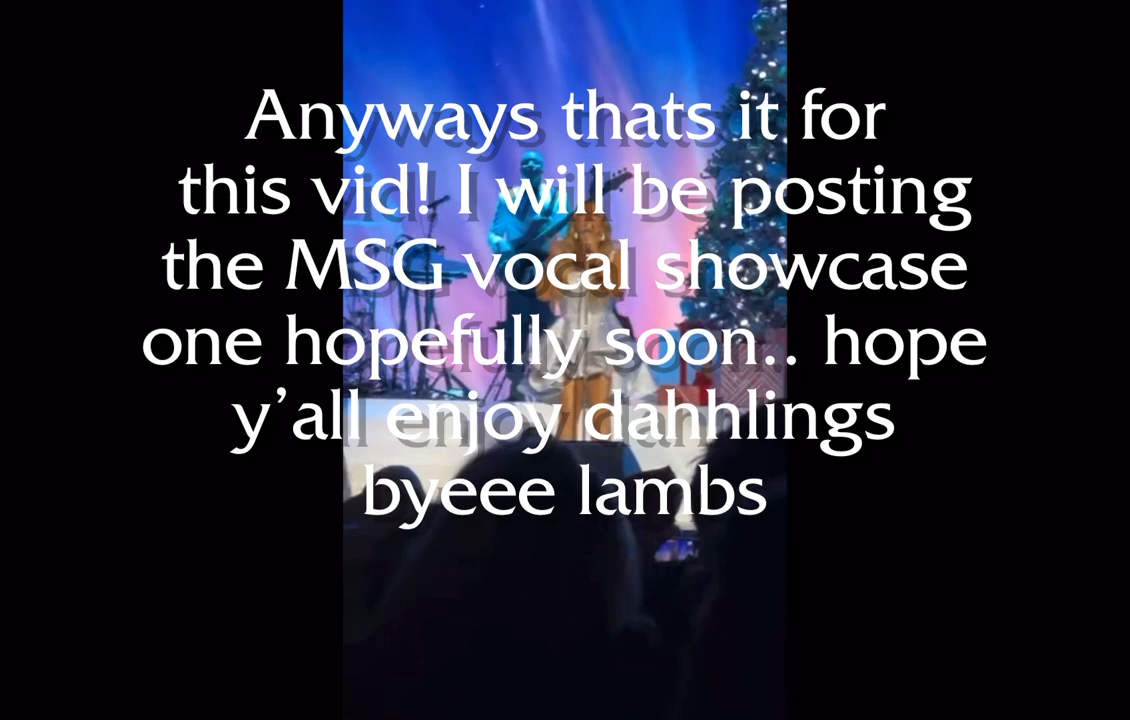 Anyways thats it for
this vid! I will be posting
the MSG vocal showcase
one hopefully soon.. hope
y’all enjoy dahhlings
byeee lambs